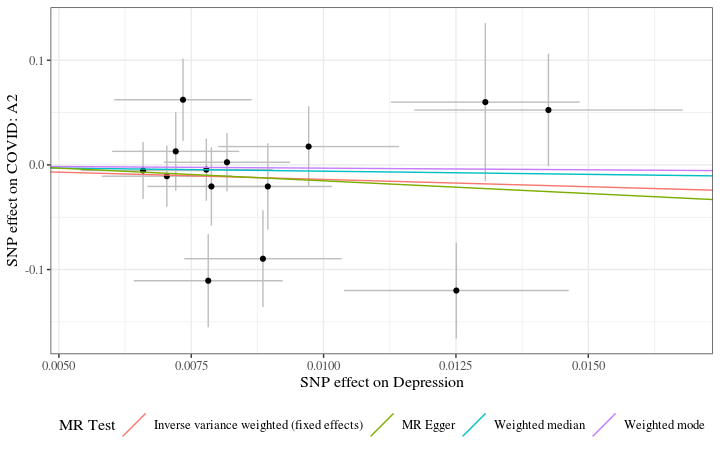 SNP effect on COVID: A2
0.1
0.0
-0.1
0.0050 0.0075 0.0100 0.0125 0.0150
SNP effect on Depression
MR Test Inverse variance weighted (fixed effects) MR Egger Weighted median Weighted mode